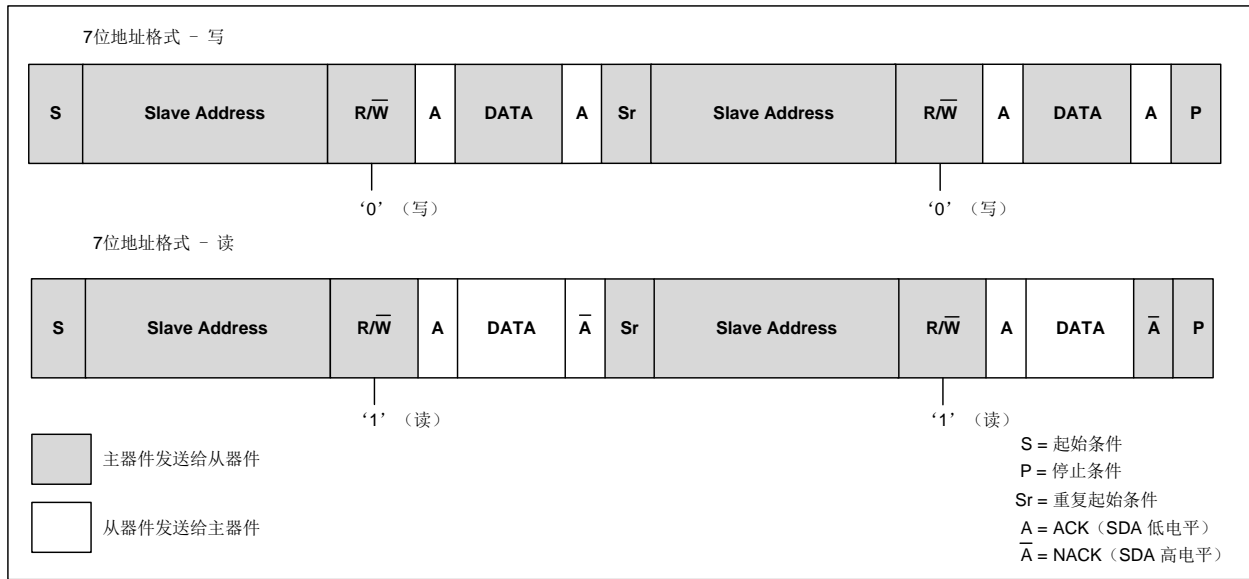 7位地址格式 - 写
S Slave Address R/W̅ A DATA A Sr Slave Address R/W̅ A DATA A P
‘0’（写） ‘0’（写）
7位地址格式 - 读
S Slave Address R/W̅ A DATA A̅ Sr Slave Address R/W̅ A DATA A̅ P
‘1’（读） ‘1’（读）
主器件发送给从器件
从器件发送给主器件
S = 起始条件
P = 停止条件
Sr = 重复起始条件
A = ACK（SDA 低电平）
A̅ = NACK（SDA 高电平）